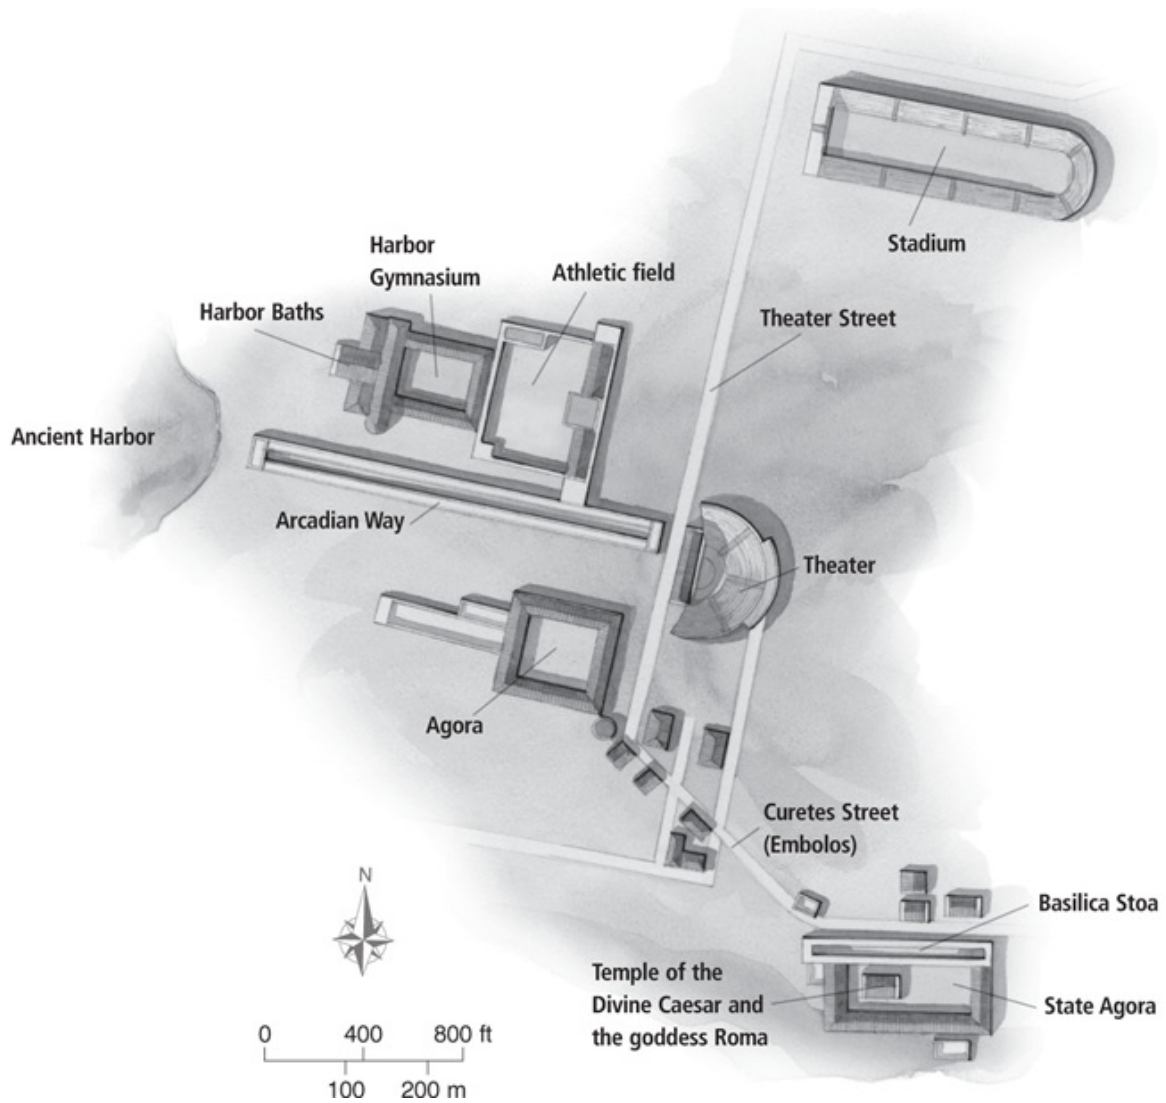 Stadium
Harbor
Gymnasium
Athletic field
Harbor Baths
Theater Street
Ancient Harbor
Arcadian Way
Theater
Agora
Curetes Street
(Embolos)
N
Basilica Stoa
Temple of the
Divine Caesar and
the goddess Roma
State Agora
0 400 800 ft
100 200 m